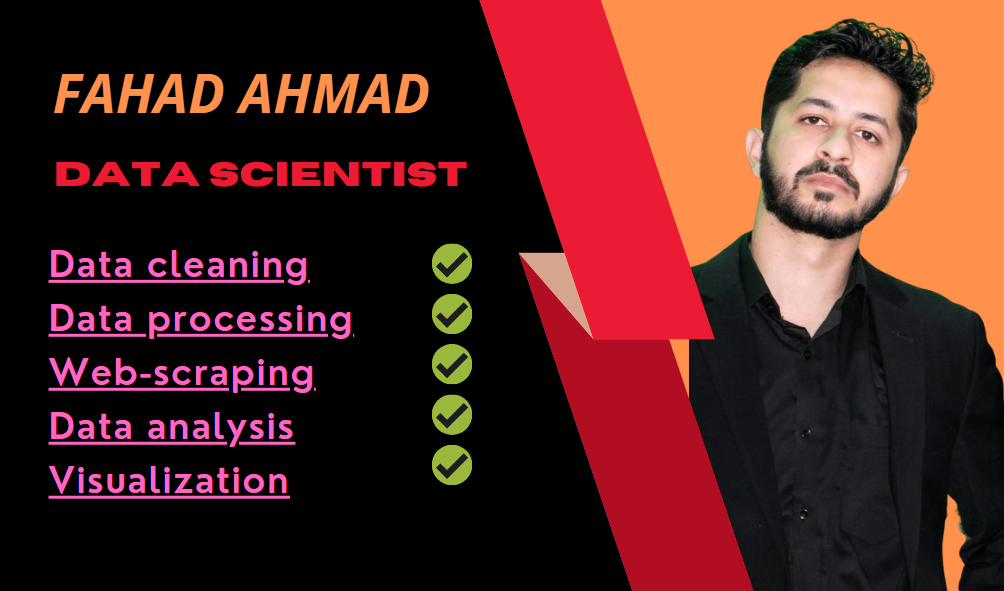 FAHAD AHMAD
DATA SCIENTIST
Data cleaning
Data processing
Web-scraping
Data analysis
Visualization